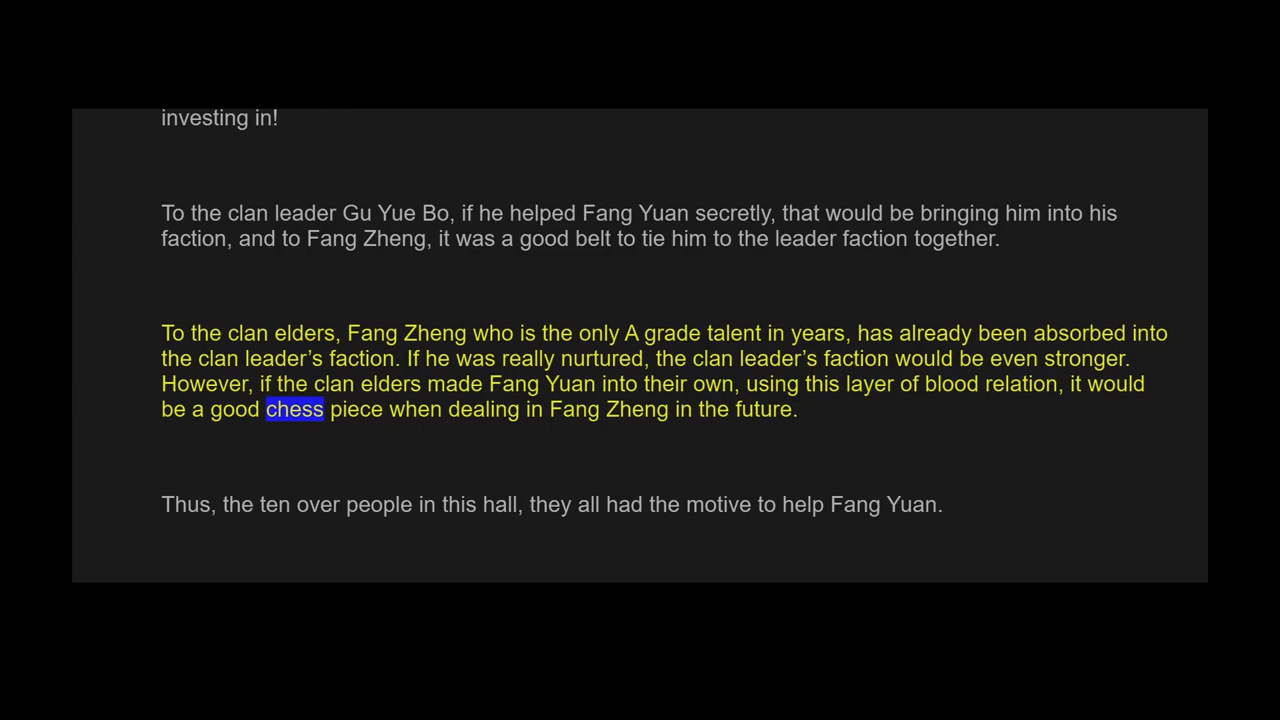 investing in!
To the clan leader Gu Yue Bo, if he helped Fang Yuan secretly, that would be bringing him into his
faction, and to Fang Zheng, it was a good belt to tie him to the leader faction together.
To the clan elders, Fang Zheng who is the only A grade talent in years, has already been absorbed into
the clan leader’s faction. If he was really nurtured, the clan leader’s faction would be even stronger.
However, if the clan elders made Fang Yuan into their own, using this layer of blood relation, it would
be a good chess piece when dealing in Fang Zheng in the future.
Thus, the ten over people in this hall, they all had the motive to help Fang Yuan.